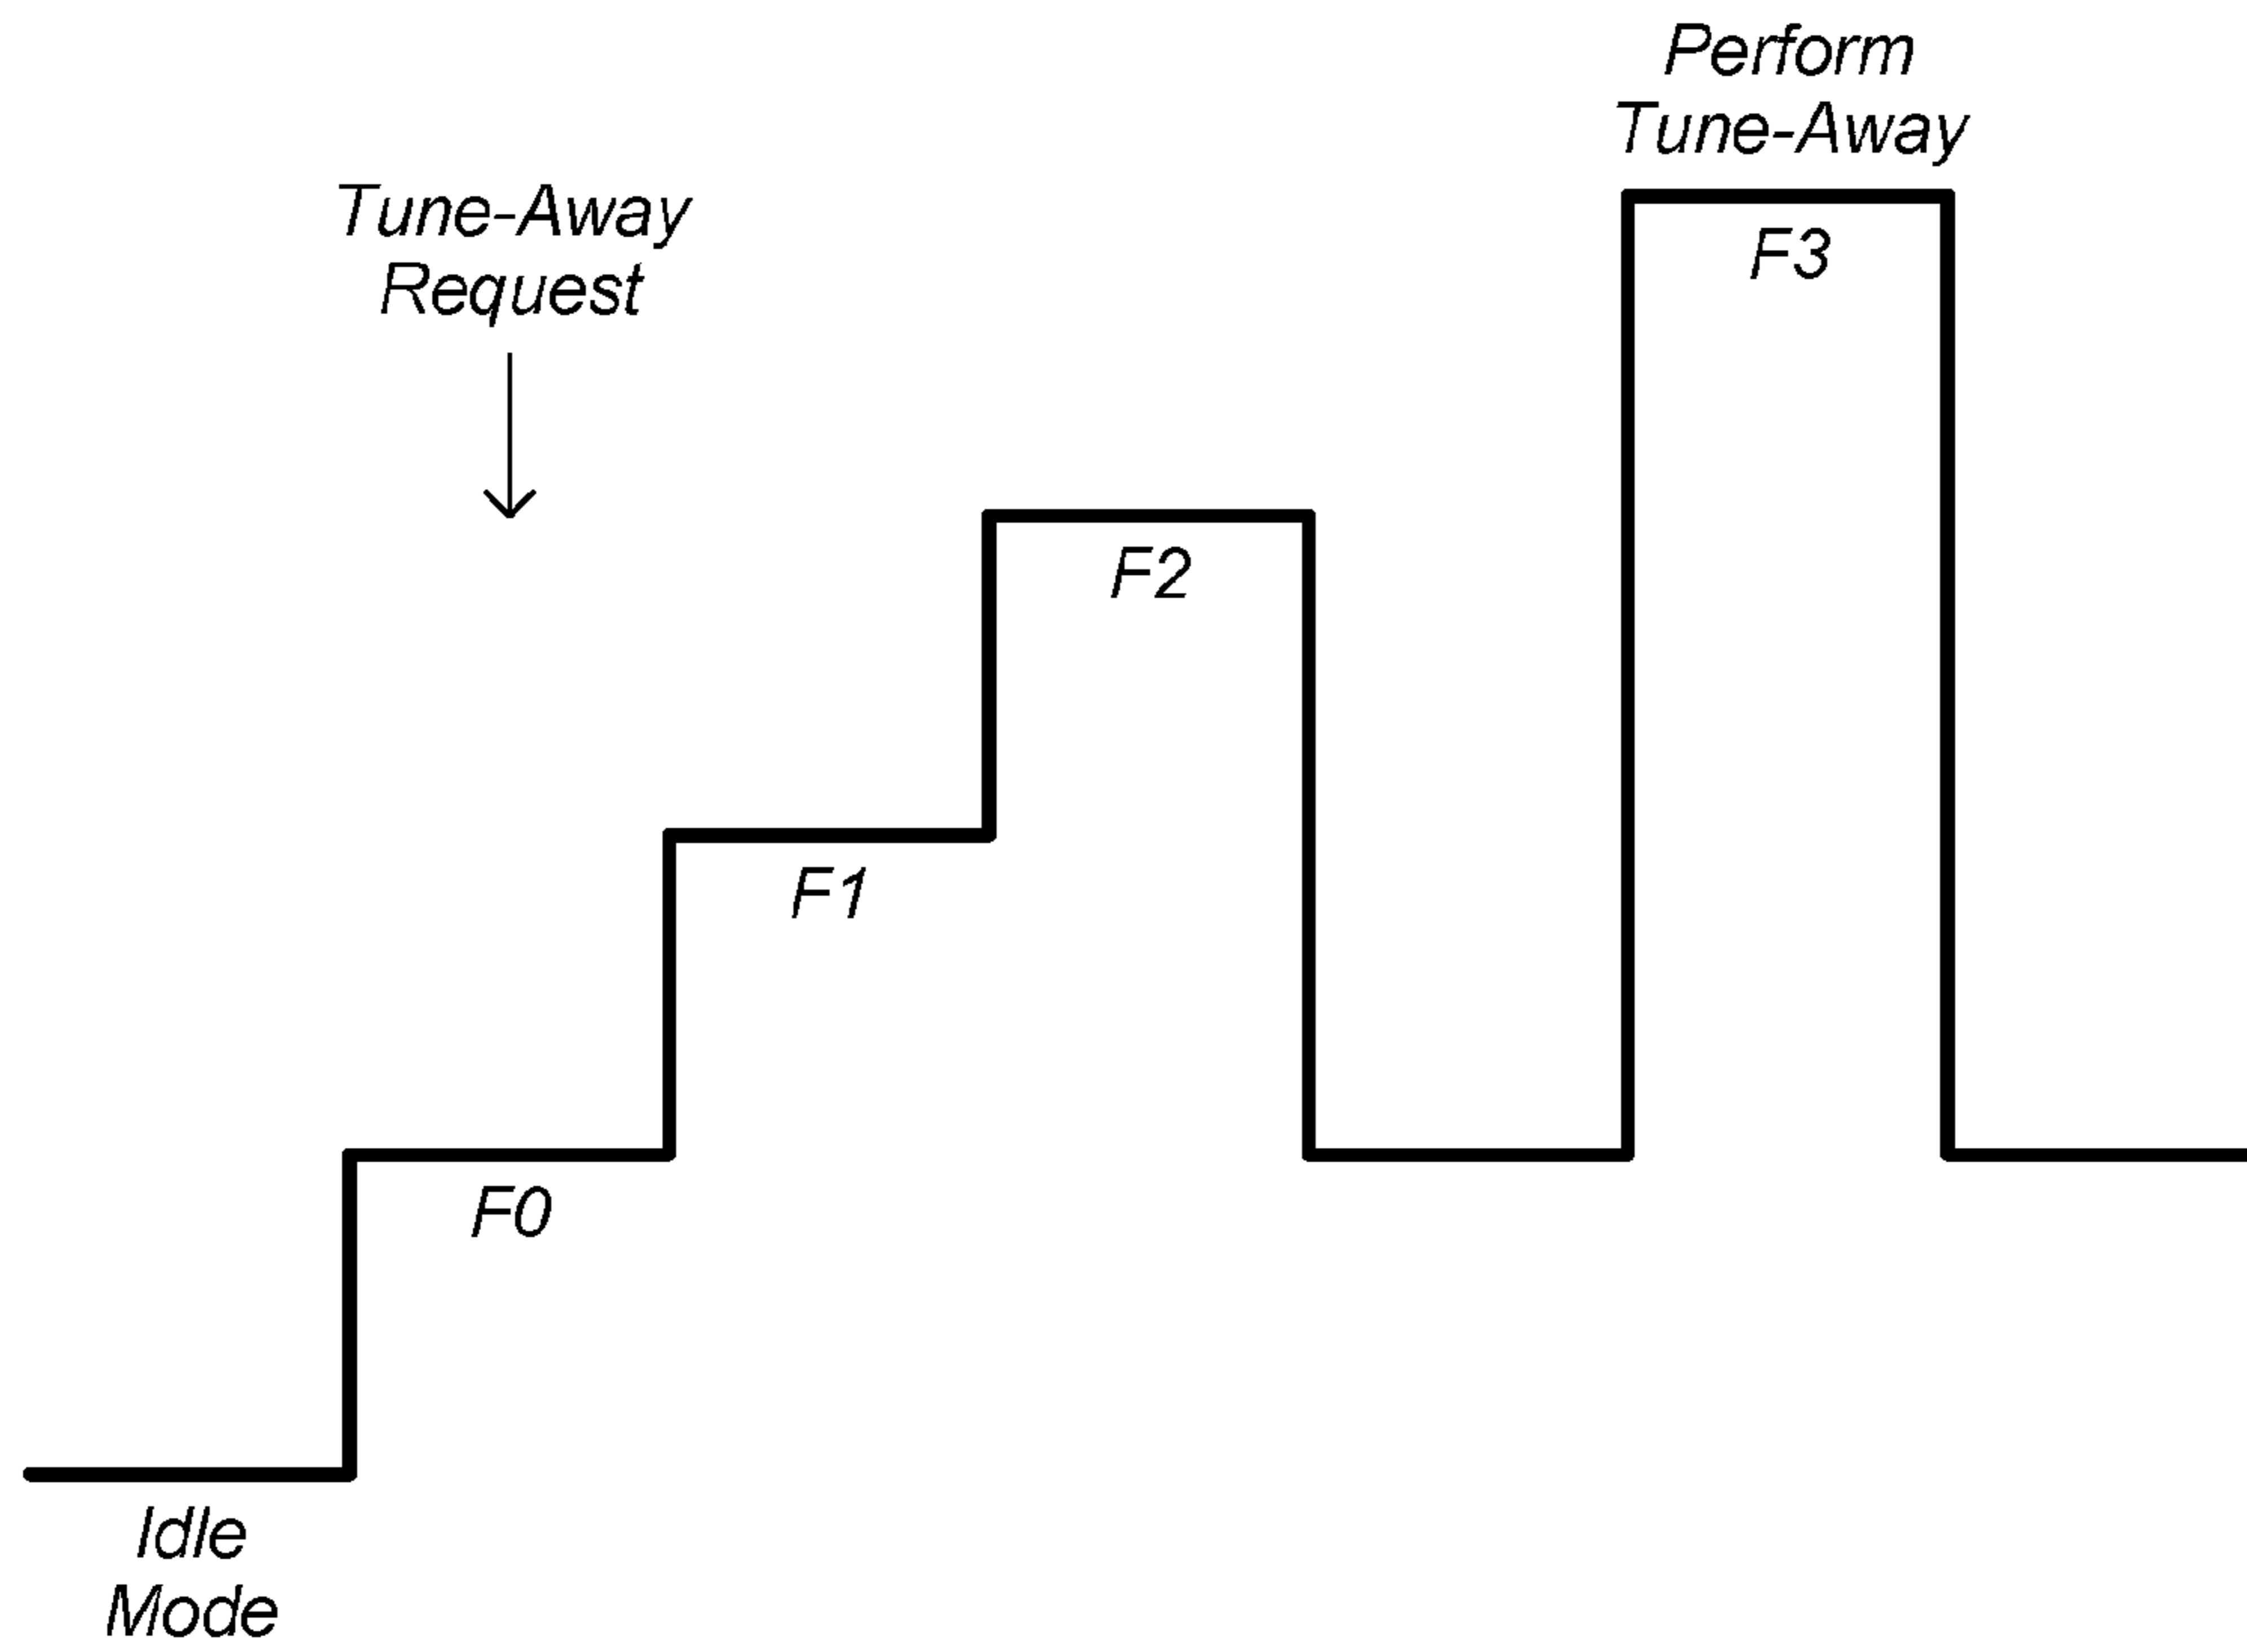 Perform
Tune-Away
Tune-Away
Request
F3
F2
F1
F0
Idle
Mode